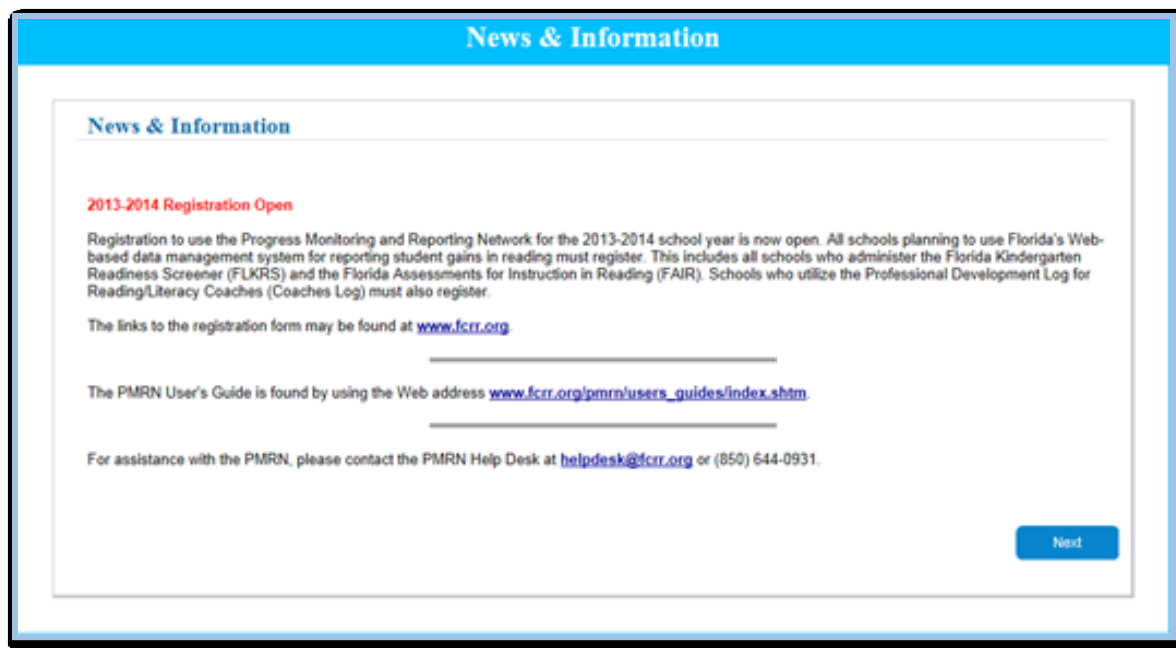 News & Information
News & Information
2013-2014 Registration Open
Registration to use the Progress Monitoring and Reporting Network for the 2013-2014 school year is now open. All schools planning to use Florida's Web-
based data management system for reporting student gains in reading must register. This includes all schools who administer the Florida Kindergarten
Readiness Screener (FLKRS) and the Florida Assessments for Instruction in Reading (FAIR). Schools who utilize the Professional Development Log for
Reading/Literacy Coaches (Coaches Log) must also register.
The links to the registration form may be found at www.fcrr.org.
The PMRN User's Guide is found by using the Web address www.fcrr.org/pmrn/users_guides/index.shtm.
For assistance with the PMRN, please contact the PMRN Help Desk at helpdesk@fcrr.org or (850) 644-0931.
Next